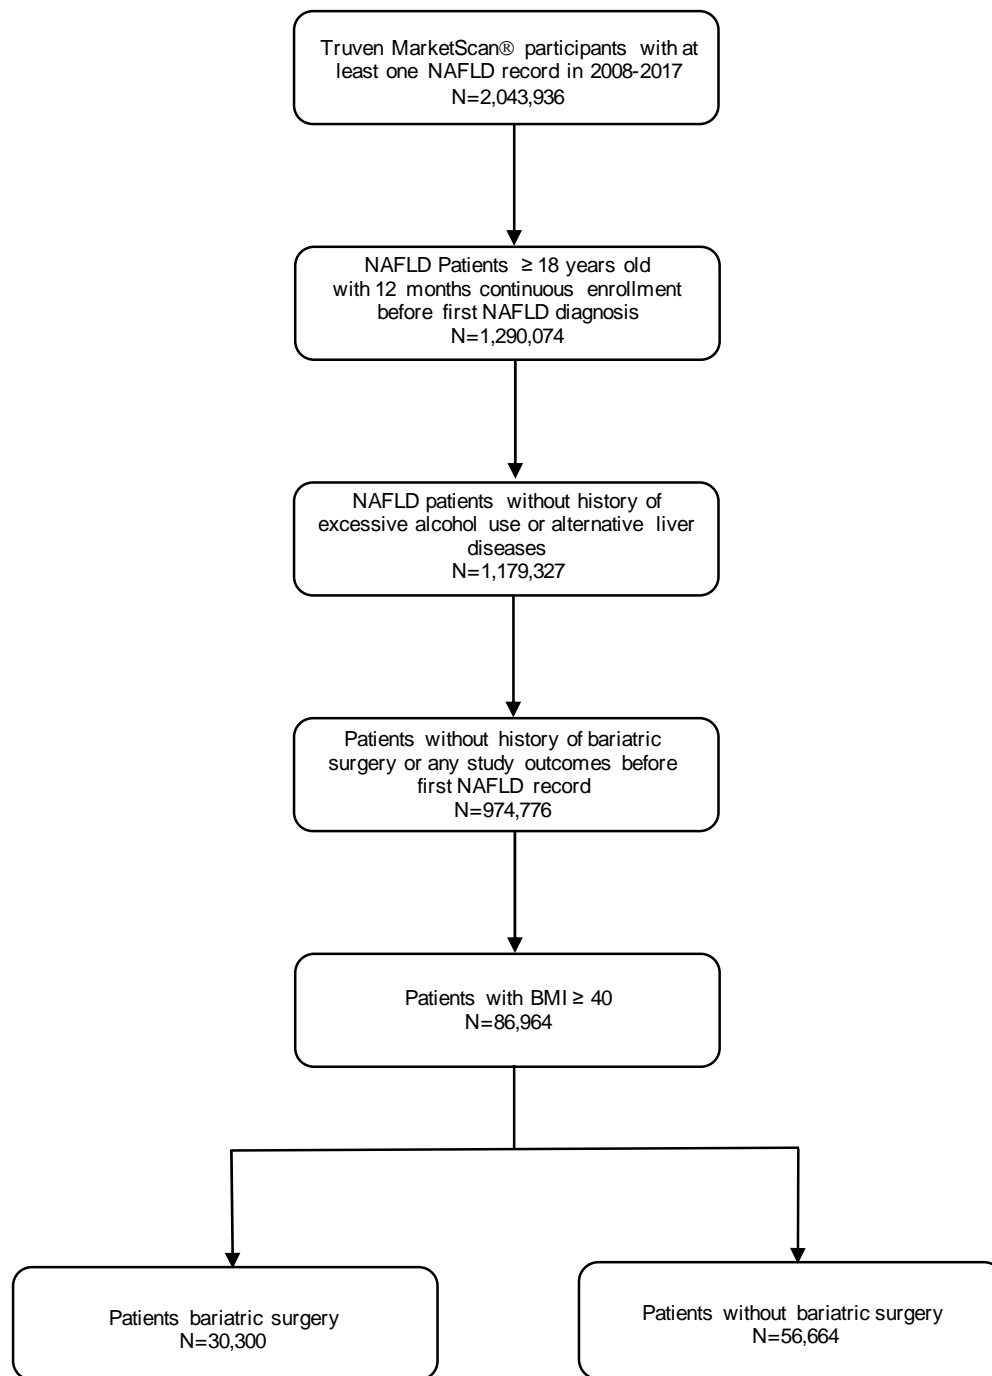 Truven MarketScan® participants with at
least one NAFLD record in 2008-2017
N=2,043,936
NAFLD Patients ≥ 18 years old
with 12 months continuous enrollment
before first NAFLD diagnosis
N=1,290,074
NAFLD patients without history of
excessive alcohol use or alternative liver
diseases
N=1,179,327
Patients without history of bariatric
surgery or any study outcomes before
first NAFLD record
N=974,776
Patients with BMI ≥ 40
N=86,964
Patients bariatric surgery
N=30,300
Patients without bariatric surgery
N=56,664